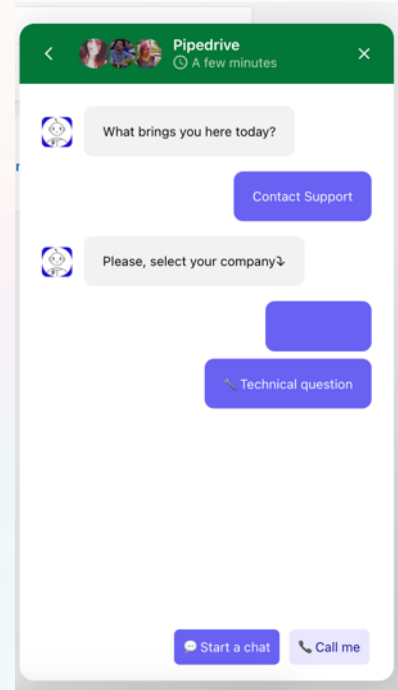 Pipedrive
A few minutes
What brings you here today?
Contact Support
Please, select your company⤵
🔧 Technical question
💬 Start a chat
📞 Call me